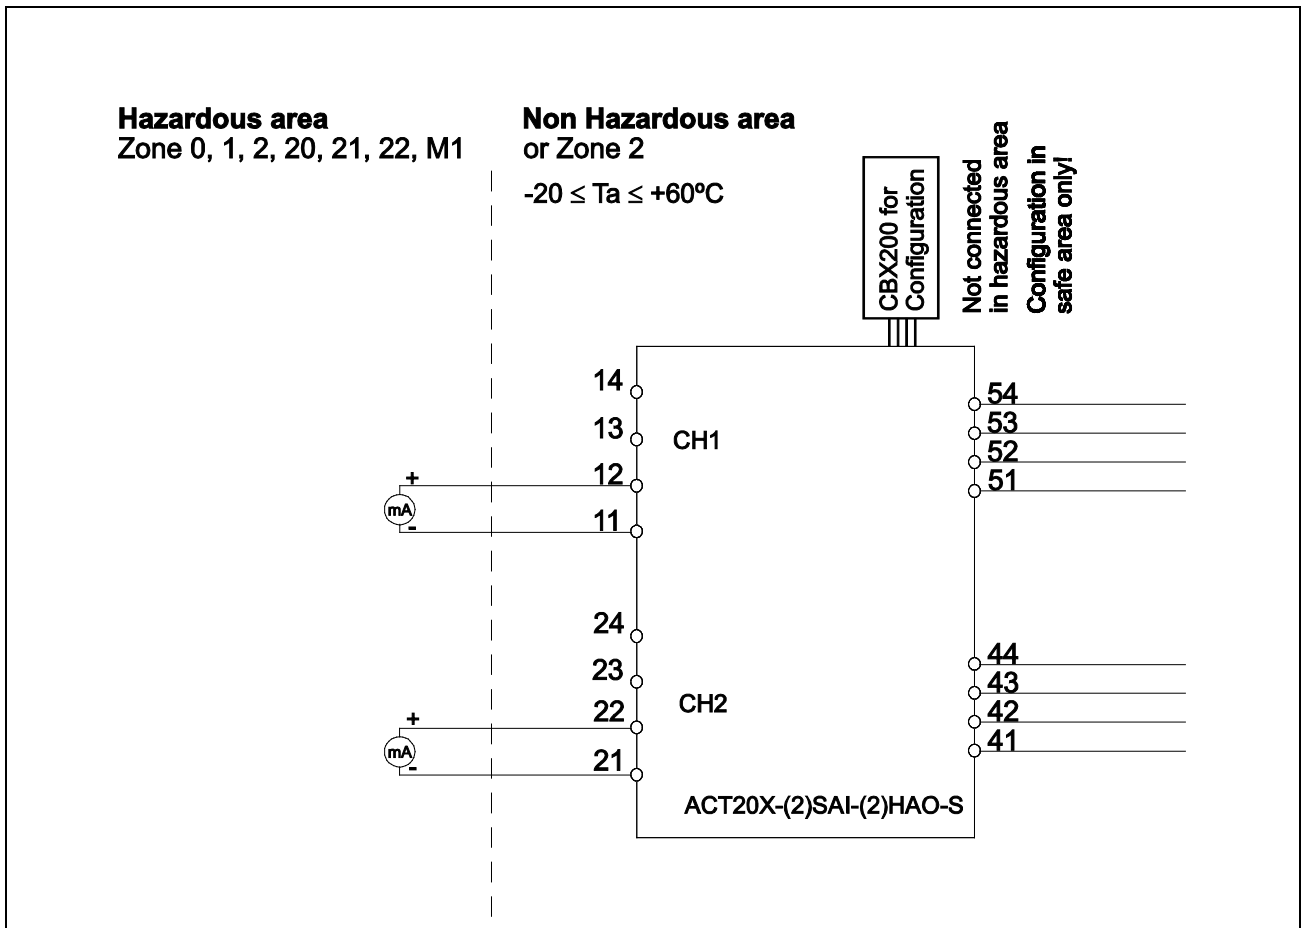 Hazardous area
Zone 0, 1, 2, 20, 21, 22, M1
Non Hazardous area
or Zone 2
-20 ≤ Ta ≤ +60ºC
CBX200 for
Configuration
Not connected
in hazardous area
Configuration in
safe area only!
14
13
12
11
CH1
+
mA
-
54
53
52
51
24
23
22
21
CH2
+
mA
-
44
43
42
41
ACT20X-(2)SAI-(2)HAO-S